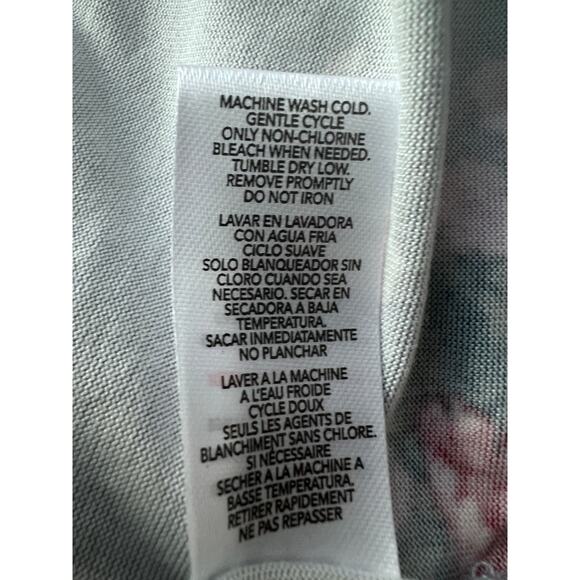 MACHINE WASH COLD.
GENTLE CYCLE
ONLY NON-CHLORINE
BLEACH WHEN NEEDED.
TUMBLE DRY LOW.
REMOVE PROMPTLY
DO NOT IRON
LAVAR EN LAVADORA
CON AGUA FRIA
CICLO SUAVE
SOLO BLANQUEADOR SIN
CLORO CUANDO SEA
NECESARIO. SECAR EN
SECADORA A BAJA
TEMPERATURA.
SACAR INMEDIATAMENTE
NO PLANCHAR
LAVER A LA MACHINE
A L'EAU FROIDE
CYCLE DOUX
SEULS LES AGENTS DE
BLANCHIMENT SANS CHLORE.
SI NÉCESSAIRE
SECHER A LA MACHINE A
BASSE TEMPERATURE.
RETIRER RAPIDEMENT
NE PAS REPASSER